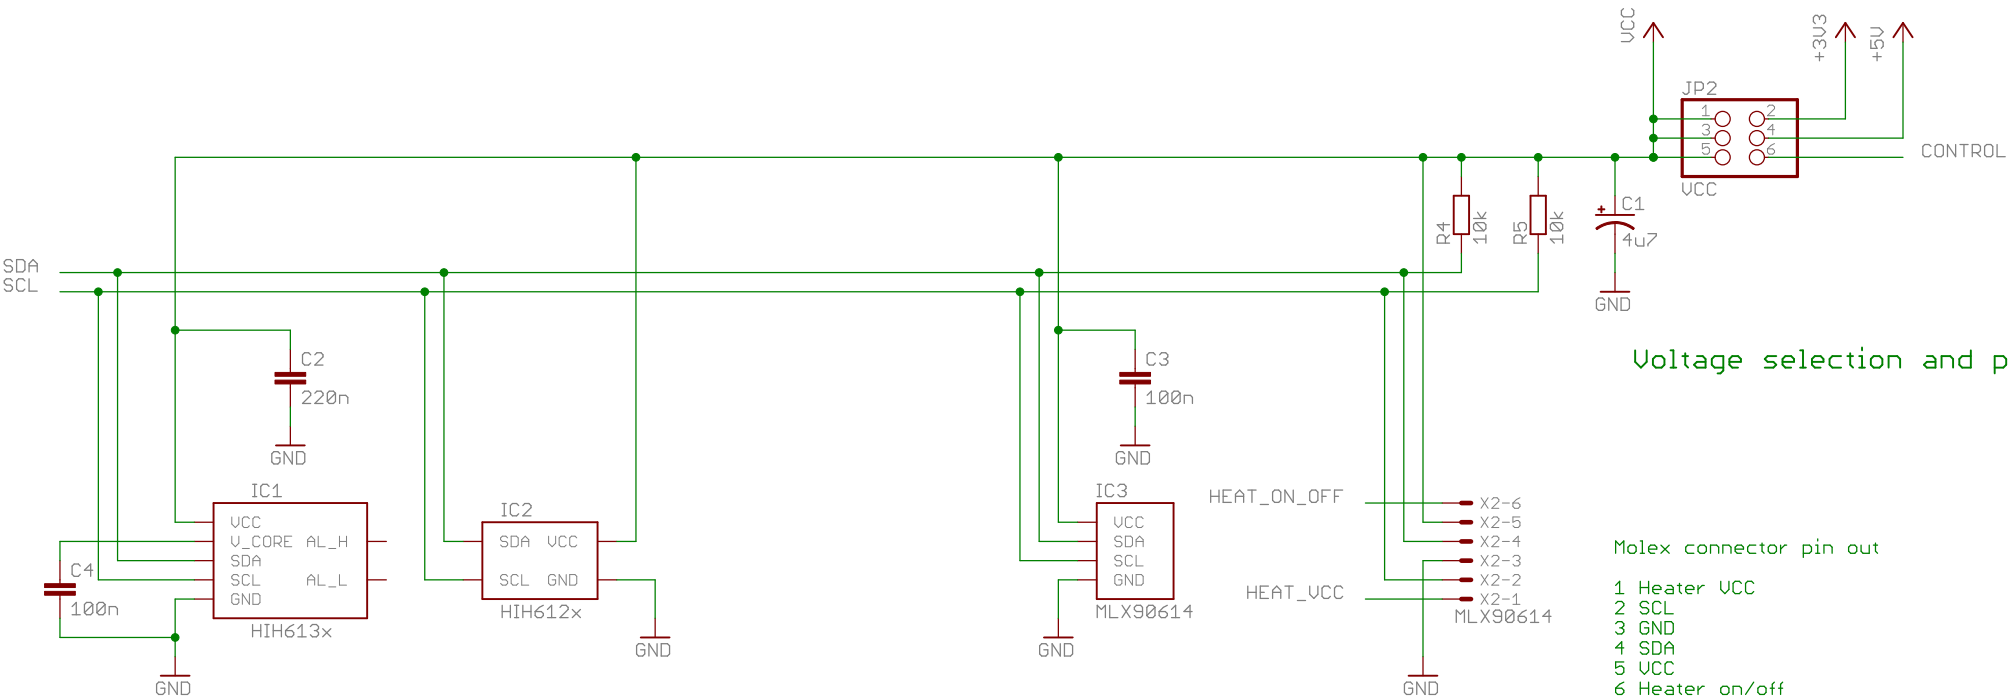 VCC
+3V3
+5V
JP2
1 2
3 4
5 6
CONTROL
VCC
R4
10k
R5
10k
C1
4u7
GND
SDA
SCL
Voltage selection and p
C2
220n
GND
C3
100n
GND
IC1
VCC
V_CORE AL_H
SDA
SCL AL_L
GND
HIH613x
C4
100n
GND
IC2
SDA VCC
SCL GND
HIH612x
GND
IC3
VCC
SDA
SCL
GND
MLX90614
GND
HEAT_ON_OFF
HEAT_VCC
X2-6
X2-5
X2-4
X2-3
X2-2
X2-1
MLX90614
GND
Molex connector pin out
1 Heater VCC
2 SCL
3 GND
4 SDA
5 VCC
6 Heater on/off